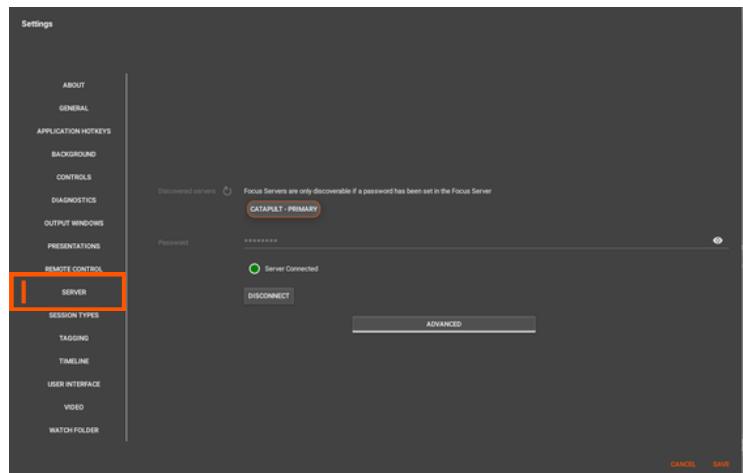 Settings
ABOUT
GENERAL
APPLICATION HOTKEYS
BACKGROUND
CONTROLS
DIAGNOSTICS
OUTPUT WINDOWS
PRESENTATIONS
REMOTE CONTROL
SERVER
SESSION TYPES
TAGGING
TIMELINE
USER INTERFACE
VIDEO
WATCH FOLDER
Discovered servers
Focus Servers are only discoverable if a password has been set in the Focus Server
CATAPULT - PRIMARY
Password
********
Server Connected
DISCONNECT
ADVANCED
CANCEL SAVE